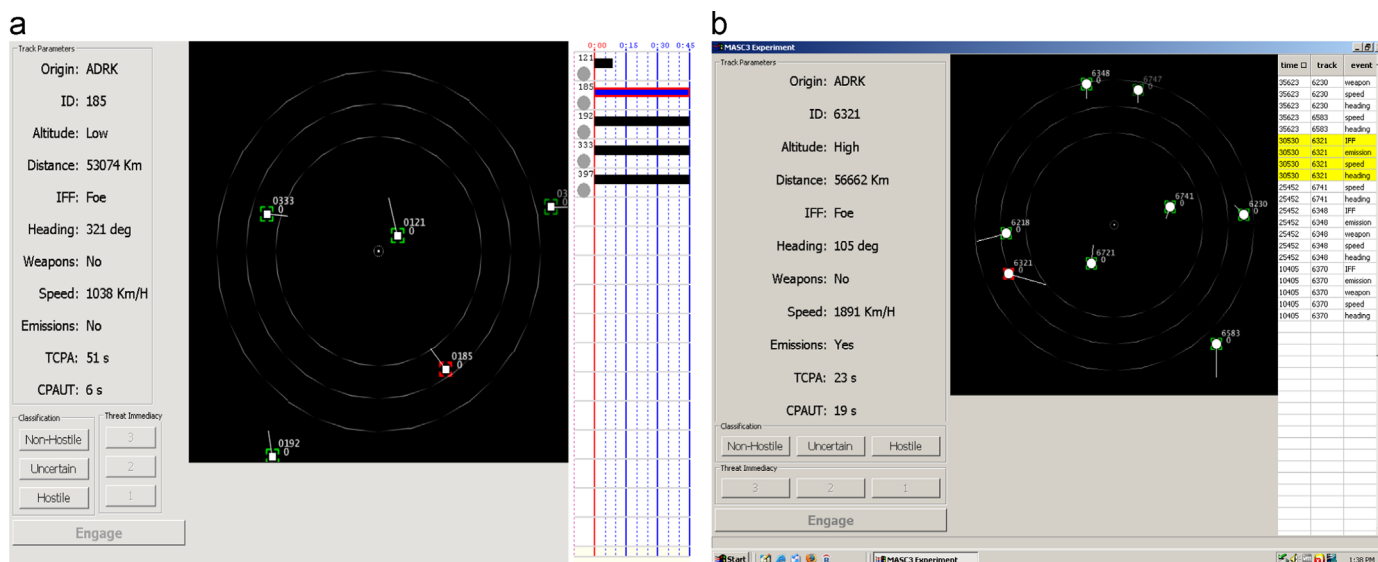 a
Track Parameters
Origin: ADRK
ID: 185
Altitude: Low
Distance: 53074 Km
IFF: Foe
Heading: 321 deg
Weapons: No
Speed: 1038 Km/H
Emissions: No
TCPA: 51 s
CPAUT: 6 s
Classification
Non-Hostile
Uncertain
Hostile
Threat Immediacy
3
2
1
Engage
0333
0
0121
0
03
0185
0
0192
0
0:00 0:15 0:30 0:45
121
185
192
333
397
b
MASC3 Experiment
Track Parameters
Origin: ADRK
ID: 6321
Altitude: High
Distance: 56662 Km
IFF: Foe
Heading: 105 deg
Weapons: No
Speed: 1891 Km/H
Emissions: Yes
TCPA: 23 s
CPAUT: 19 s
Classification
Non-Hostile Uncertain Hostile
Threat Immediacy
3 2 1
Engage
6348
0
6747
0
6741
0
6230
0
6218
0
6721
0
6321
0
6583
0
time track event
35623 6230 weapon
35623 6230 speed
35623 6230 heading
35623 6583 speed
35623 6583 heading
30530 6321 IFF
30530 6321 emission
30530 6321 speed
30530 6321 heading
25452 6741 speed
25452 6741 heading
25452 6348 IFF
25452 6348 emission
25452 6348 weapon
25452 6348 speed
25452 6348 heading
10405 6370 IFF
10405 6370 emission
10405 6370 weapon
10405 6370 speed
10405 6370 heading
Start
MASC3 Experiment
1:38 PM